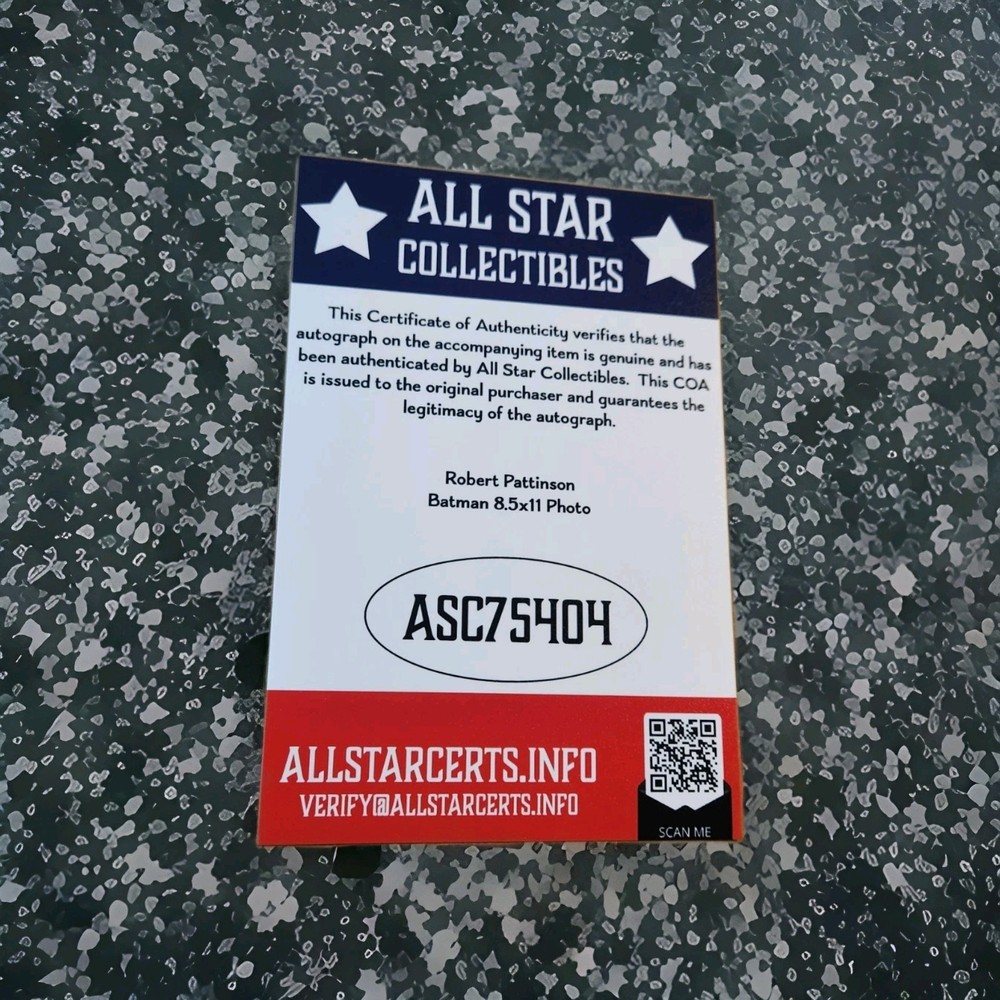 ALL STAR
COLLECTIBLES
This Certificate of Authenticity verifies that the
autograph on the accompanying item is genuine and has
been authenticated by All Star Collectibles. This COA
is issued to the original purchaser and guarantees the
legitimacy of the autograph.
Robert Pattinson
Batman 8.5x11 Photo
ASC75404
ALLSTARCERTS.INFO
VERIFY@ALLSTARCERTS.INFO
SCAN ME